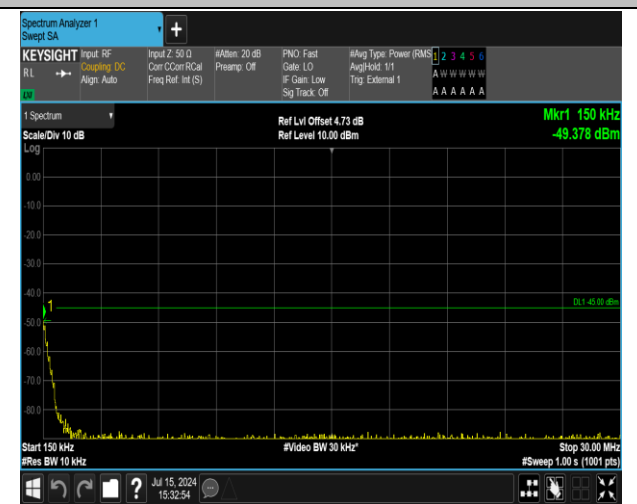 Spectrum Analyzer 1
Swept SA
+
KEYSIGHT Input: RF Input Z: 50 Ω #Atten: 20 dB PNO: Fast #Avg Type: Power (RMS 1 2 3 4 5 6
RL Coupling: DC Corr CCorr RCal Preamp: Off Gate: LO Avg|Hold: 1/1 A W W W W W
Align: Auto Freq Ref: Int (S) IF Gain: Low Trig: External 1
Sig Track: Off A A A A A A
1 Spectrum Ref Lvl Offset 4.73 dB Mkr1 150 kHz
Scale/Div 10 dB Ref Level 10.00 dBm -49.378 dBm
Log
0.00
-10.0
-20.0
-30.0
-40.0
1 DL1 -45.00 dBm
-50.0
-60.0
-70.0
-80.0
Start 150 kHz #Video BW 30 kHz* Stop 30.00 MHz
#Res BW 10 kHz #Sweep 1.00 s (1001 pts)
? Jul 15, 2024
15:32:54